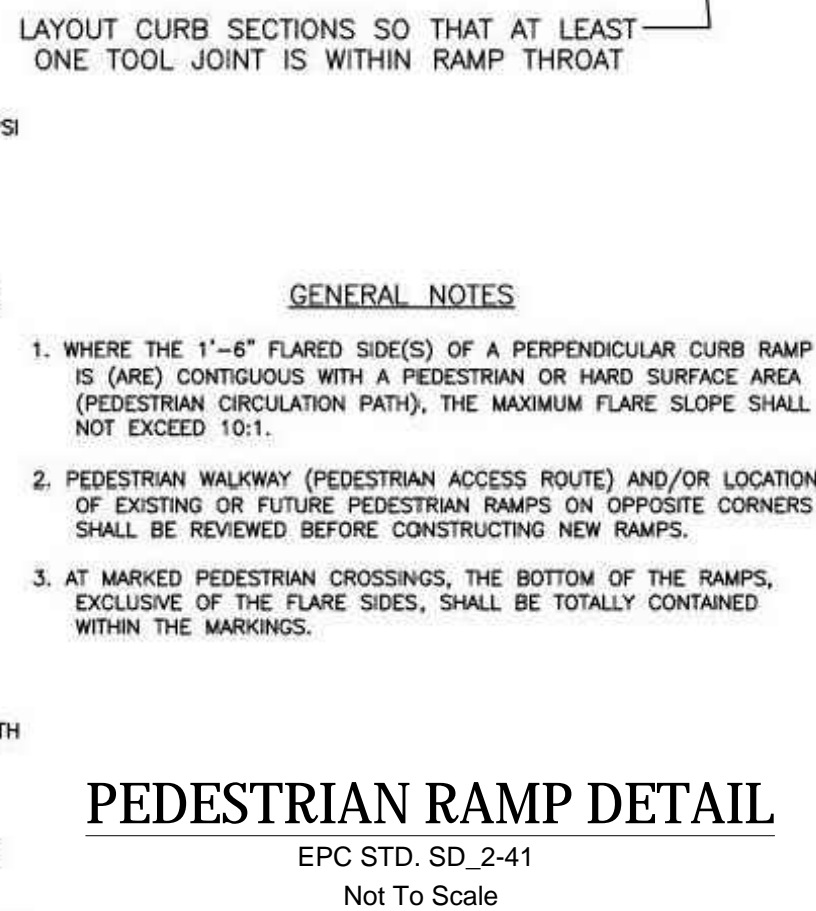 LAYOUT CURB SECTIONS SO THAT AT LEAST
ONE TOOL JOINT IS WITHIN RAMP THROAT
GENERAL NOTES
1. WHERE THE 1'-6" FLARED SIDE(S) OF A PERPENDICULAR CURB RAMP
IS (ARE) CONTIGUOUS WITH A PEDESTRIAN OR HARD SURFACE AREA
(PEDESTRIAN CIRCULATION PATH), THE MAXIMUM FLARE SLOPE SHALL
NOT EXCEED 10:1.
2. PEDESTRIAN WALKWAY (PEDESTRIAN ACCESS ROUTE) AND/OR LOCATION
OF EXISTING OR FUTURE PEDESTRIAN RAMPS ON OPPOSITE CORNERS
SHALL BE REVIEWED BEFORE CONSTRUCTING NEW RAMPS.
3. AT MARKED PEDESTRIAN CROSSINGS, THE BOTTOM OF THE RAMPS,
EXCLUSIVE OF THE FLARE SIDES, SHALL BE TOTALLY CONTAINED
WITHIN THE MARKINGS.
PEDESTRIAN RAMP DETAIL
EPC STD. SD_2-41
Not To Scale